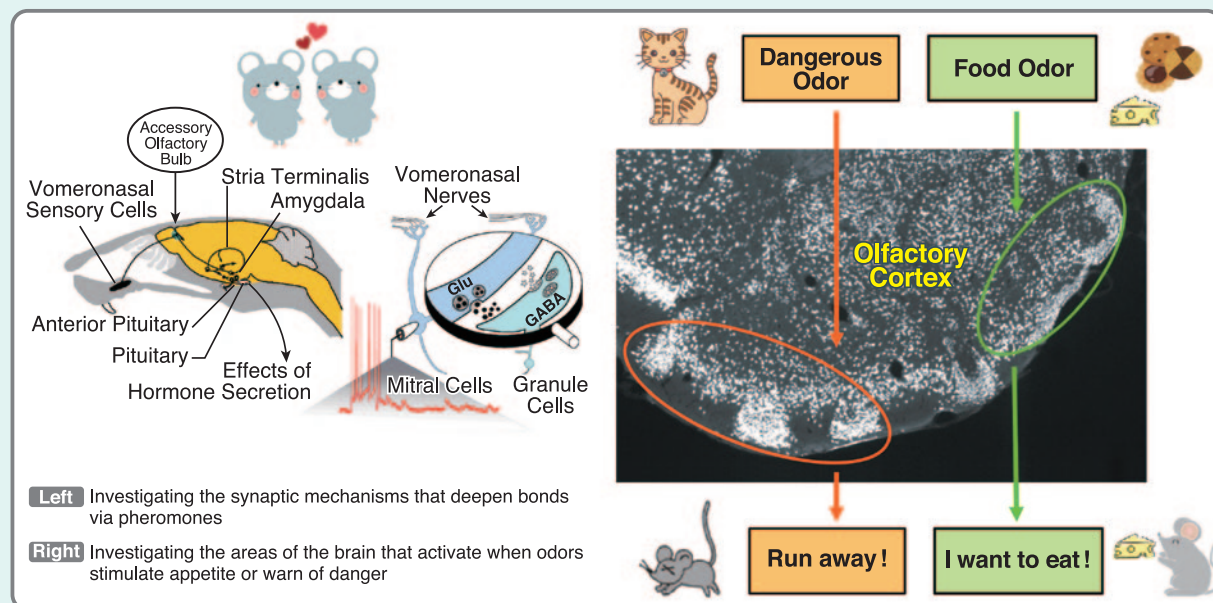 Accessory
Olfactory
Bulb
Vomeronasal
Sensory Cells
Stria Terminalis
Amygdala
Vomeronasal
Nerves
Glu
GABA
Anterior Pituitary
Pituitary
Effects of
Hormone Secretion
Mitral Cells
Granule
Cells
Left Investigating the synaptic mechanisms that deepen bonds
via pheromones
Right Investigating the areas of the brain that activate when odors
stimulate appetite or warn of danger
Dangerous
Odor
Food Odor
Olfactory
Cortex
Run away!
I want to eat!